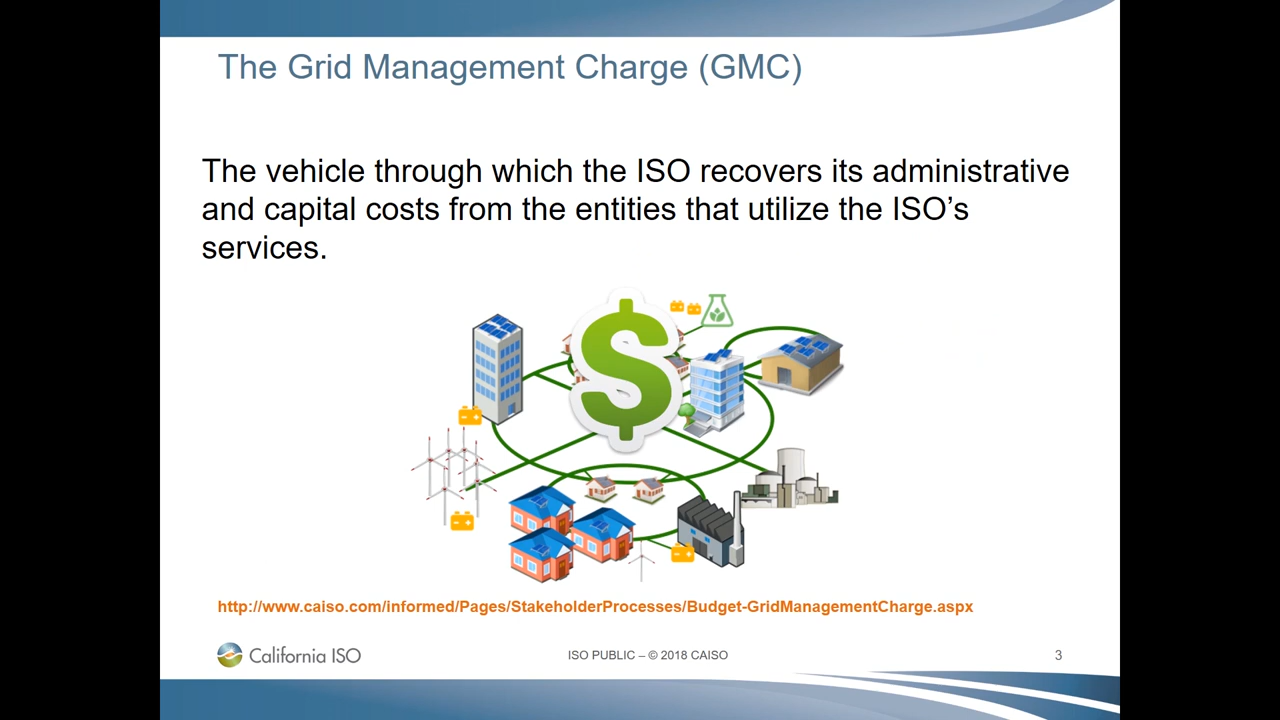 The Grid Management Charge (GMC)
The vehicle through which the ISO recovers its administrative
and capital costs from the entities that utilize the ISO’s
services.
$
http://www.caiso.com/informed/Pages/StakeholderProcesses/Budget-GridManagementCharge.aspx
California ISO
ISO PUBLIC – © 2018 CAISO
3